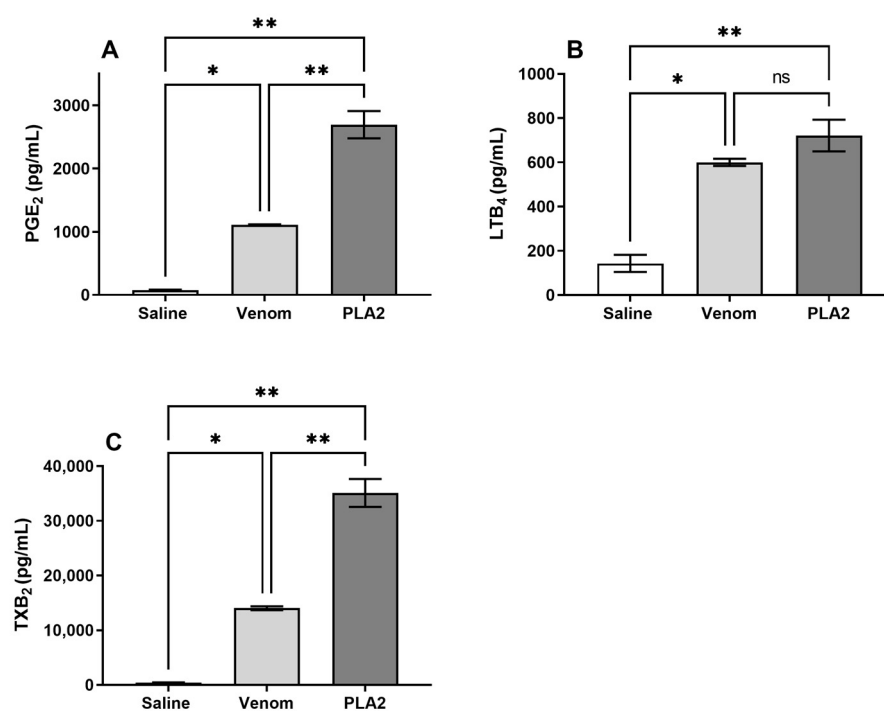 A
**
*
**
PGE₂ (pg/mL)
3000
2000
1000
0
Saline
Venom
PLA2
B
**
*
ns
LTB₄ (pg/mL)
1000
800
600
400
200
0
Saline
Venom
PLA2
C
**
*
**
TXB₂ (pg/mL)
40,000
30,000
20,000
10,000
0
Saline
Venom
PLA2